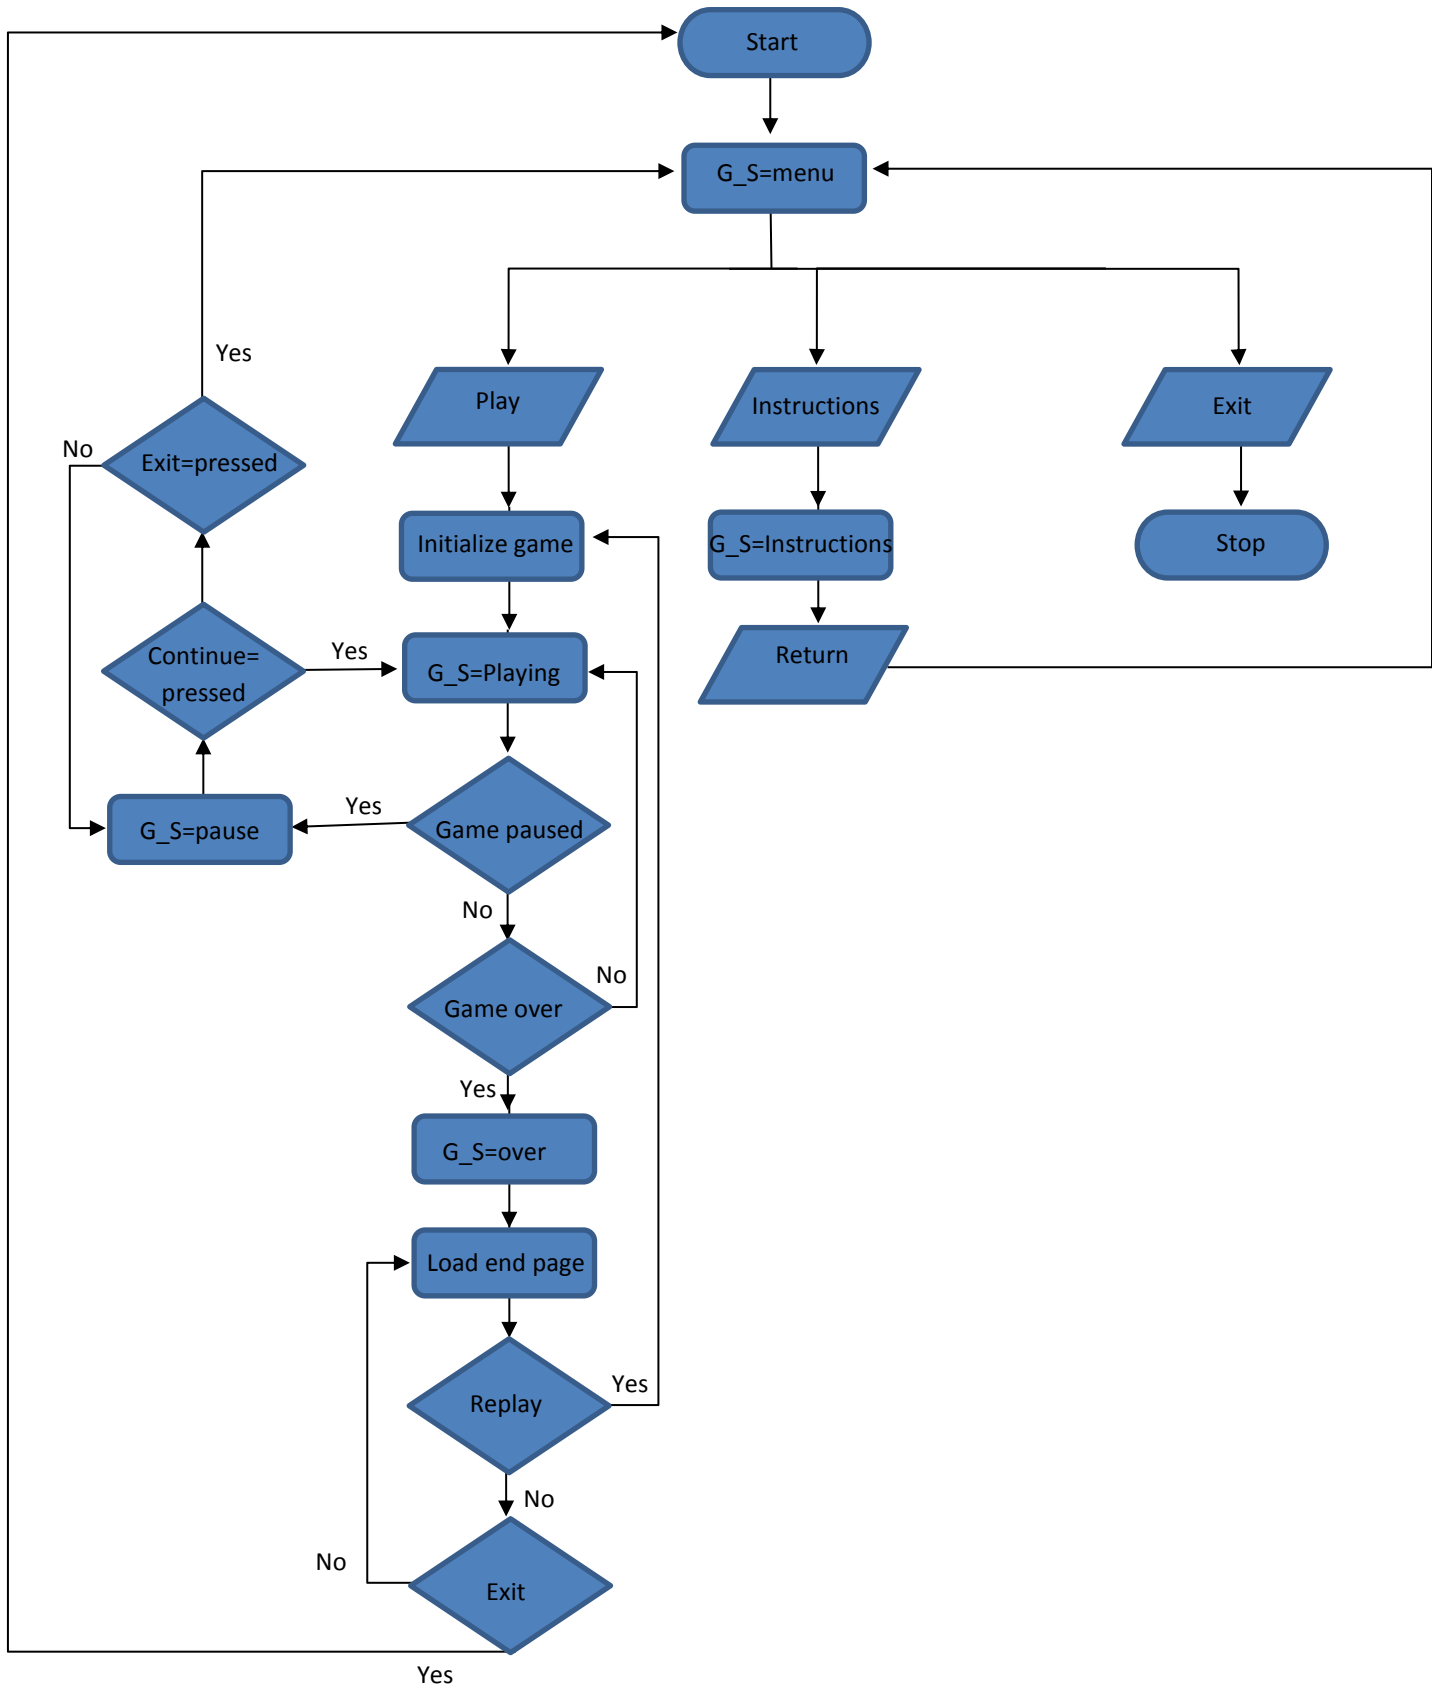 Start
G_S=menu
Yes
Play
Instructions
Exit
No
Exit=pressed
Initialize game
G_S=Instructions
Stop
Continue=
pressed
Yes
G_S=Playing
Return
G_S=pause
Yes
Game paused
No
No
Game over
Yes
G_S=over
Load end page
Replay
Yes
No
No
Exit
Yes